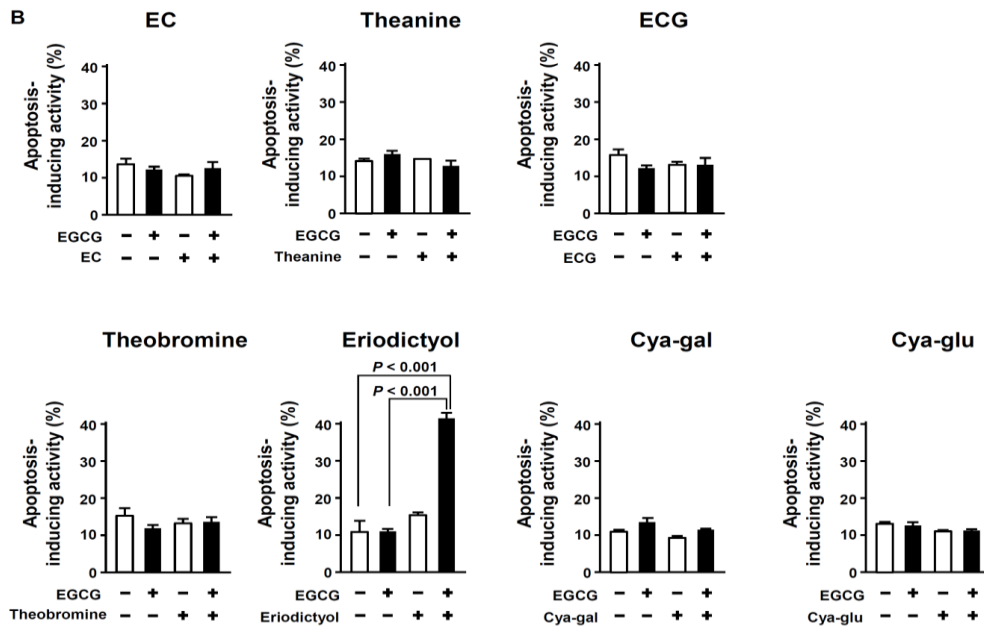 B
EC
Apoptosis-
inducing activity (%)
40
30
20
10
0
EGCG − + − +
EC − − + +
Theanine
Apoptosis-
inducing activity (%)
40
30
20
10
0
EGCG − + − +
Theanine − − + +
ECG
Apoptosis-
inducing activity (%)
40
30
20
10
0
EGCG − + − +
ECG − − + +
Theobromine
Apoptosis-
inducing activity (%)
40
30
20
10
0
EGCG − + − +
Theobromine − − + +
Eriodictyol
P < 0.001
P < 0.001
Apoptosis-
inducing activity (%)
40
30
20
10
0
EGCG − + − +
Eriodictyol − − + +
Cya-gal
Apoptosis-
inducing activity (%)
40
30
20
10
0
EGCG − + − +
Cya-gal − − + +
Cya-glu
Apoptosis-
inducing activity (%)
40
30
20
10
0
EGCG − + − +
Cya-glu − − + +